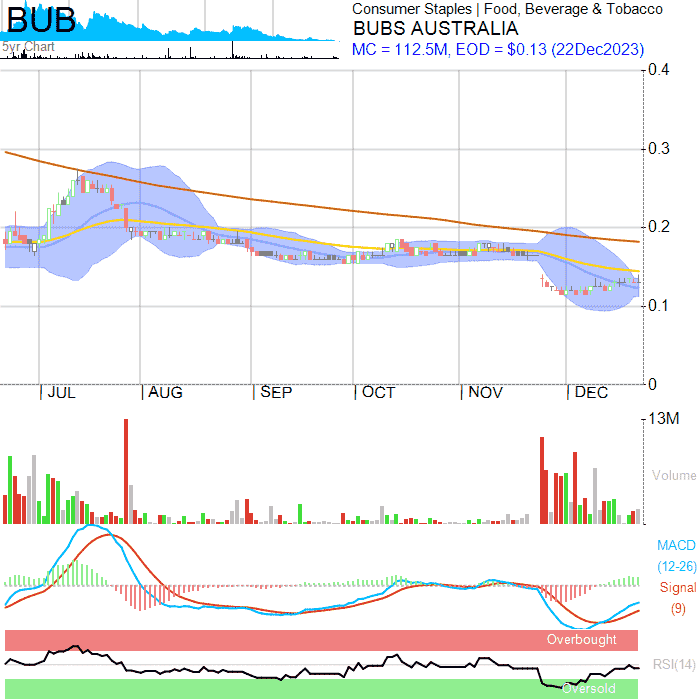 BUB
5yr Chart
Consumer Staples | Food, Beverage & Tobacco
BUBS AUSTRALIA
MC = 112.5M, EOD = $0.13 (22Dec2023)
0.4
0.3
0.2
0.1
0
| JUL | AUG | SEP | OCT | NOV | DEC
13M
Volume
MACD
(12-26)
Signal
(9)
Overbought
RSI(14)
Oversold